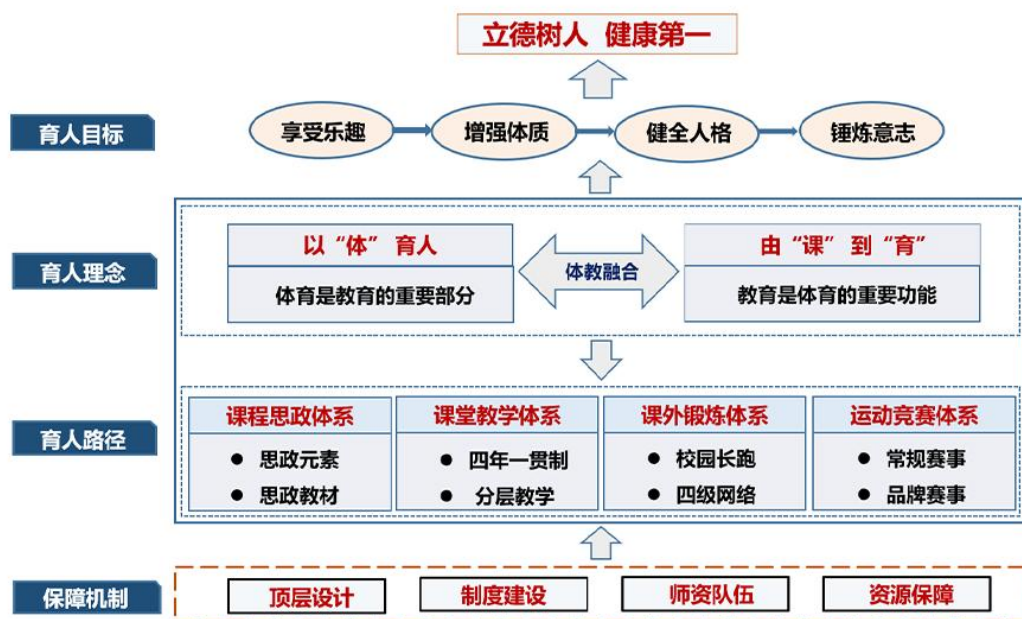 立德树人 健康第一
育人目标
享受乐趣
增强体质
健全人格
锤炼意志
育人理念
以“体”育人
体育是教育的重要部分
体教融合
由“课”到“育”
教育是体育的重要功能
育人路径
课程思政体系
● 思政元素
● 思政教材
课堂教学体系
● 四年一贯制
● 分层教学
课外锻炼体系
● 校园长跑
● 四级网络
运动竞赛体系
● 常规赛事
● 品牌赛事
保障机制
顶层设计
制度建设
师资队伍
资源保障